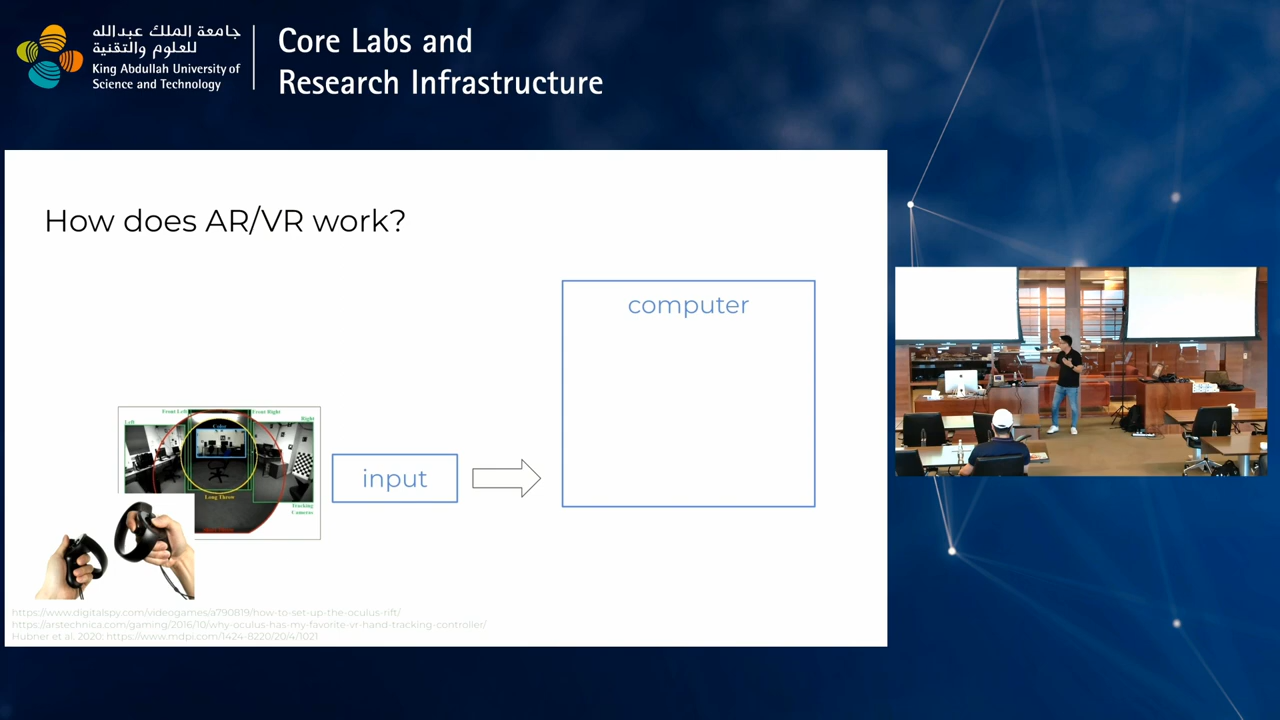 جامعة الملك عبدالله
للعلوم والتقنية
King Abdullah University of
Science and Technology
Core Labs and
Research Infrastructure
How does AR/VR work?
computer
Front Left
Front Right
Left
Color
Right
Long Throw
Tracking
Cameras
input
https://www.digitalspy.com/videogames/a790819/how-to-set-up-the-oculus-rift/
https://arstechnica.com/gaming/2016/10/why-oculus-has-my-favorite-vr-hand-tracking-controller/
Hubner et al. 2020: https://www.mdpi.com/1424-8220/20/4/1021